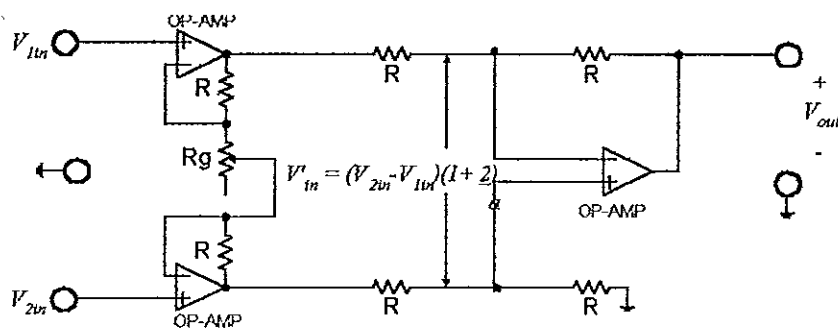 OP-AMP
V1in
+
-
R
R
R
+
Vout
-
Rg
V'in = (V2in-V1in)(1+ 2)
a
-
+
OP-AMP
R
-
+
V2in
R
R
OP-AMP